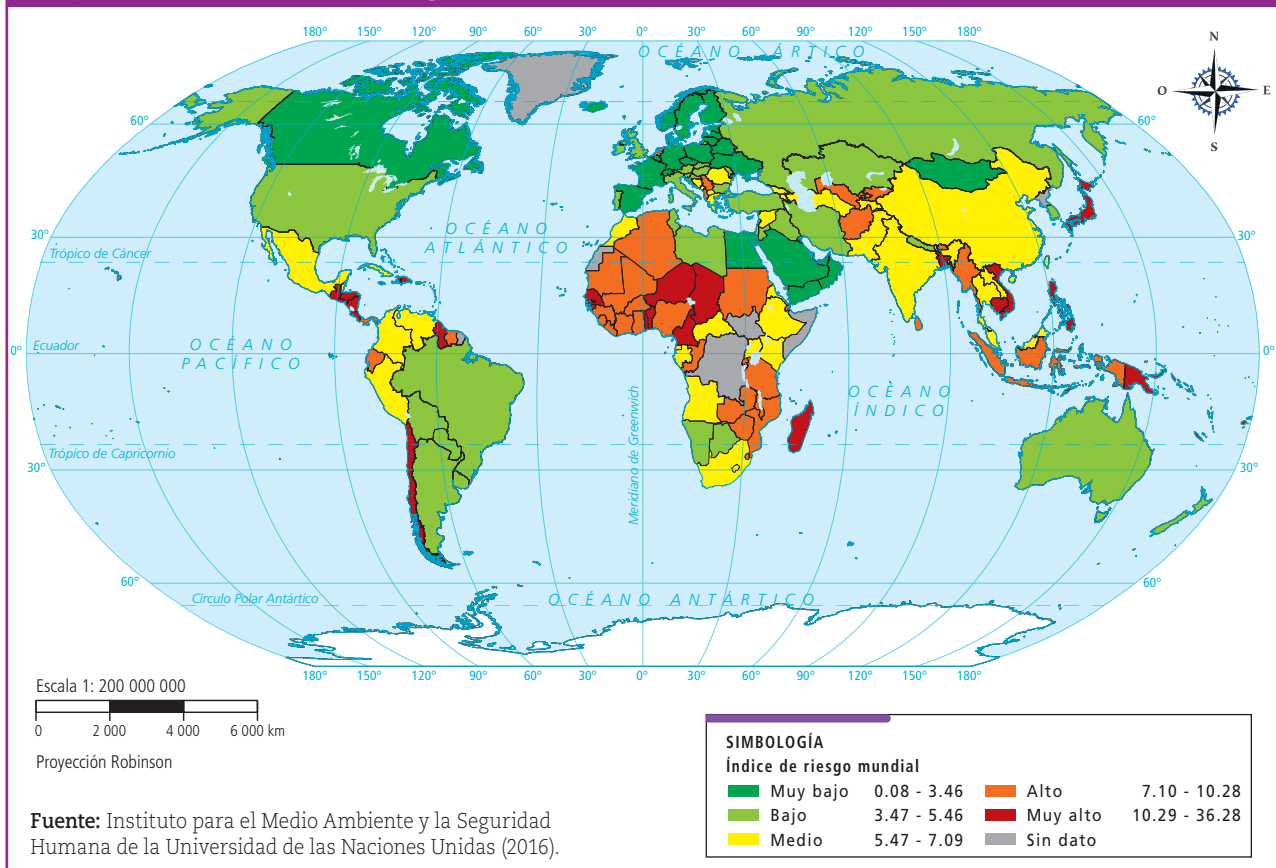 180° 150° 120° 90° 60° 30° 0° 30° 60° 90° 120° 150° 180°
OCÉANO ÁRTICO
N
O E
S
60° 60°
OCÉANO
ATLÁNTICO
30° 30°
Trópico de Cáncer
Ecuador
0° 0°
OCÉANO
PACÍFICO
Meridiano de Greenwich
OCÉANO
ÍNDICO
Trópico de Capricornio
30° 30°
60° 60°
Círculo Polar Antártico
OCÉANO ANTÁRTICO
180° 150° 120° 90° 60° 30° 0° 30° 60° 90° 120° 150° 180°
Escala 1: 200 000 000
0 2 000 4 000 6 000 km
Proyección Robinson
Fuente: Instituto para el Medio Ambiente y la Seguridad
Humana de la Universidad de las Naciones Unidas (2016).
SIMBOLOGÍA
Índice de riesgo mundial
Muy bajo 0.08 - 3.46
Bajo 3.47 - 5.46
Medio 5.47 - 7.09
Alto 7.10 - 10.28
Muy alto 10.29 - 36.28
Sin dato